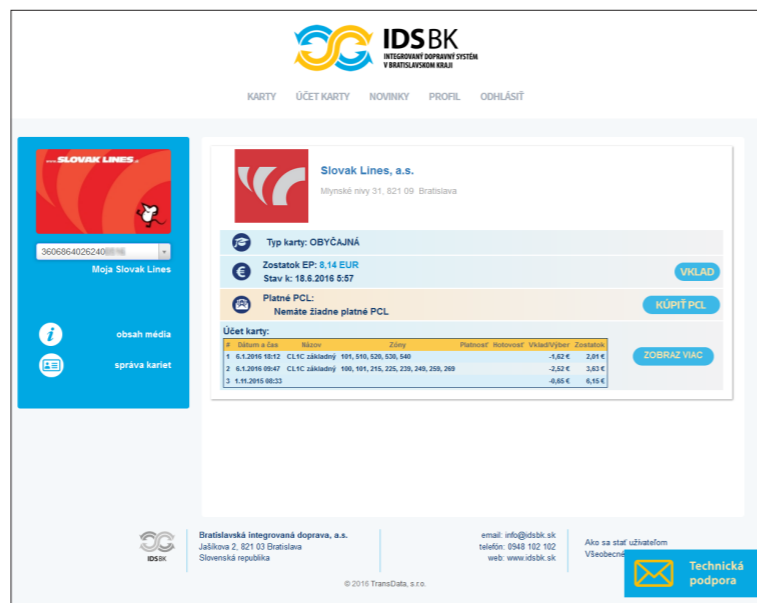 IDSBK
INTEGROVANÝ DOPRAVNÝ SYSTÉM
V BRATISLAVSKOM KRAJI
KARTY ÚČET KARTY NOVINKY PROFIL ODHLÁSIŤ
SLOVAK LINES
3606864026240
Moja Slovak Lines
obsah média
správa kariet
Slovak Lines, a.s.
Mlynské nivy 31, 821 09 Bratislava
Typ karty: OBYČAJNÁ
Zostatok EP: 8,14 EUR
Stav k: 18.6.2016 5:57
VKLAD
Platné PCL:
Nemáte žiadne platné PCL
KÚPIŤ PCL
Účet karty:
# Dátum a čas Názov Zóny Platnosť Hotovosť Vklad/Výber Zostatok
1 6.1.2016 18:12 CL1C základný 101, 510, 520, 530, 540 -1,62 € 2,01 €
2 6.1.2016 09:47 CL1C základný 100, 101, 215, 225, 239, 249, 259, 269 -2,52 € 3,63 €
3 1.11.2015 08:33 -0,65 € 6,15 €
ZOBRAZ VIAC
IDSBK
Bratislavská integrovaná doprava, a.s.
Jašíkova 2, 821 03 Bratislava
Slovenská republika
email: info@idsbk.sk
telefón: 0948 102 102
web: www.idsbk.sk
Ako sa stať užívateľom
Všeobecné
Technická
podpora
© 2016 TransData, s.r.o.